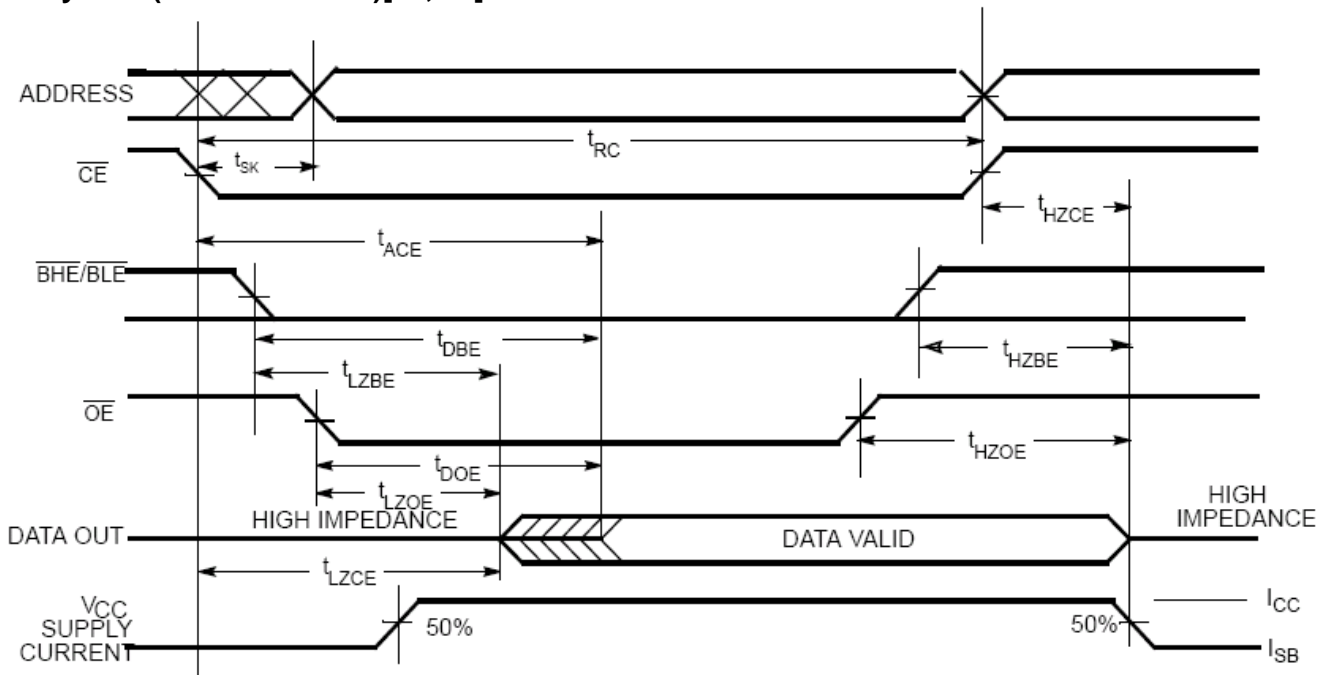 ADDRESS
tRC
tSK
CE
tHZCE
tACE
BHE/BLE
tDBE
tHZBE
tLZBE
OE
tHZOE
tDOE
tLZOE
HIGH IMPEDANCE
HIGH
IMPEDANCE
DATA OUT
DATA VALID
tLZCE
VCC
SUPPLY
CURRENT
50%
50%
ICC
ISB